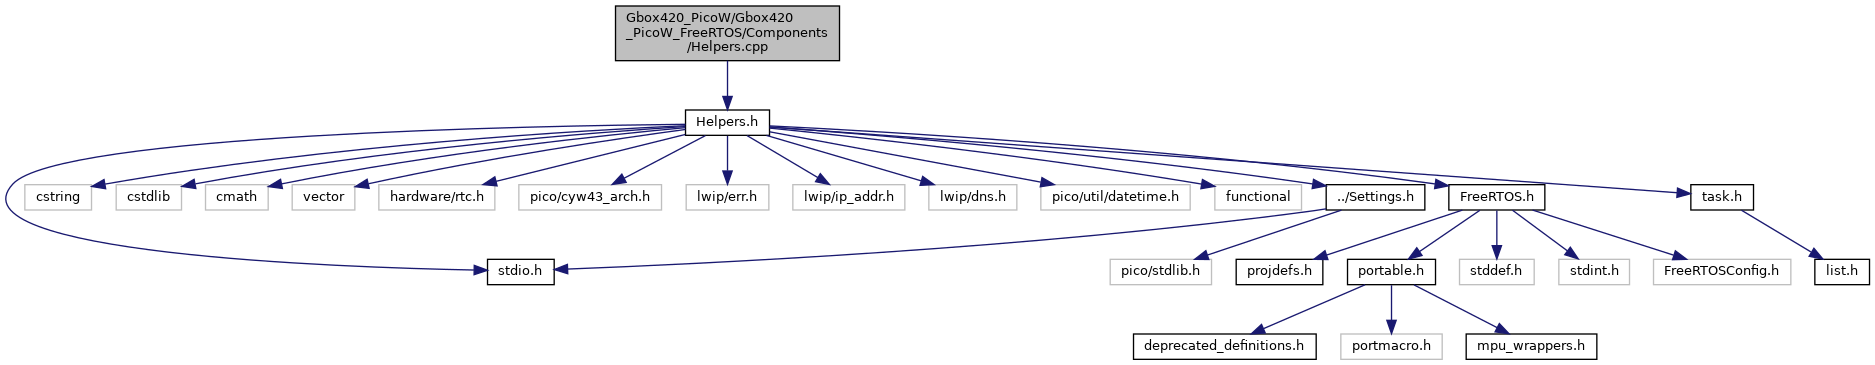 Gbox420_PicoW/Gbox420
_PicoW_FreeRTOS/Components
/Helpers.cpp
Helpers.h
cstring
cstdlib
cmath
vector
hardware/rtc.h
pico/cyw43_arch.h
lwip/err.h
lwip/ip_addr.h
lwip/dns.h
pico/util/datetime.h
functional
../Settings.h
FreeRTOS.h
task.h
stdio.h
pico/stdlib.h
projdefs.h
portable.h
stddef.h
stdint.h
FreeRTOSConfig.h
list.h
deprecated_definitions.h
portmacro.h
mpu_wrappers.h